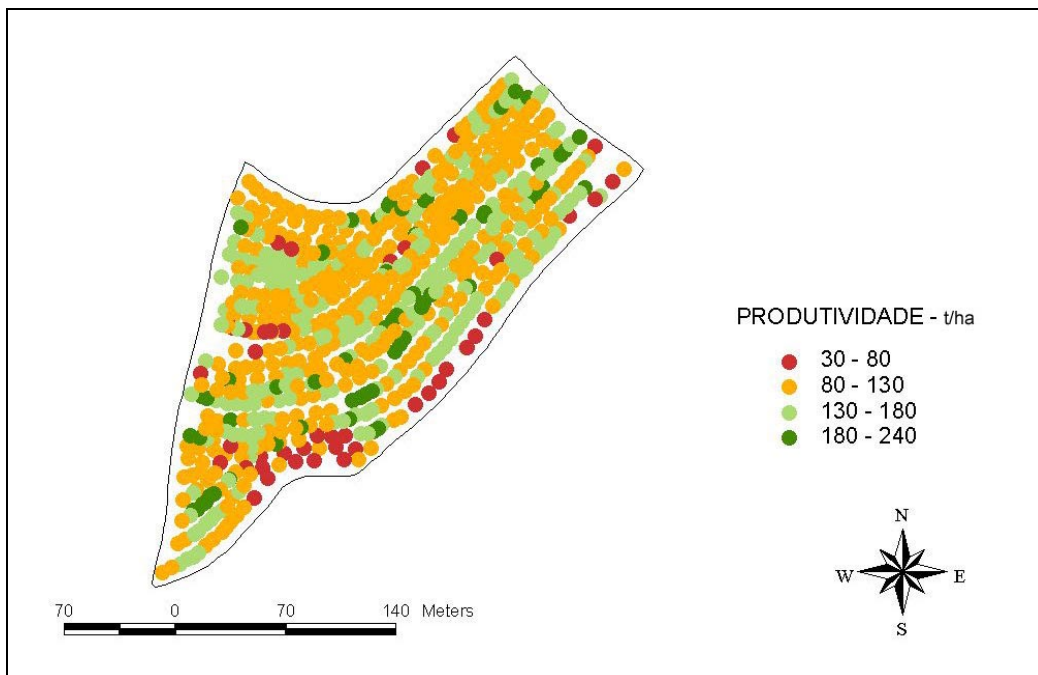 PRODUTIVIDADE - t/ha
30 - 80
80 - 130
130 - 180
180 - 240
N
W E
S
70 0 70 140 Meters